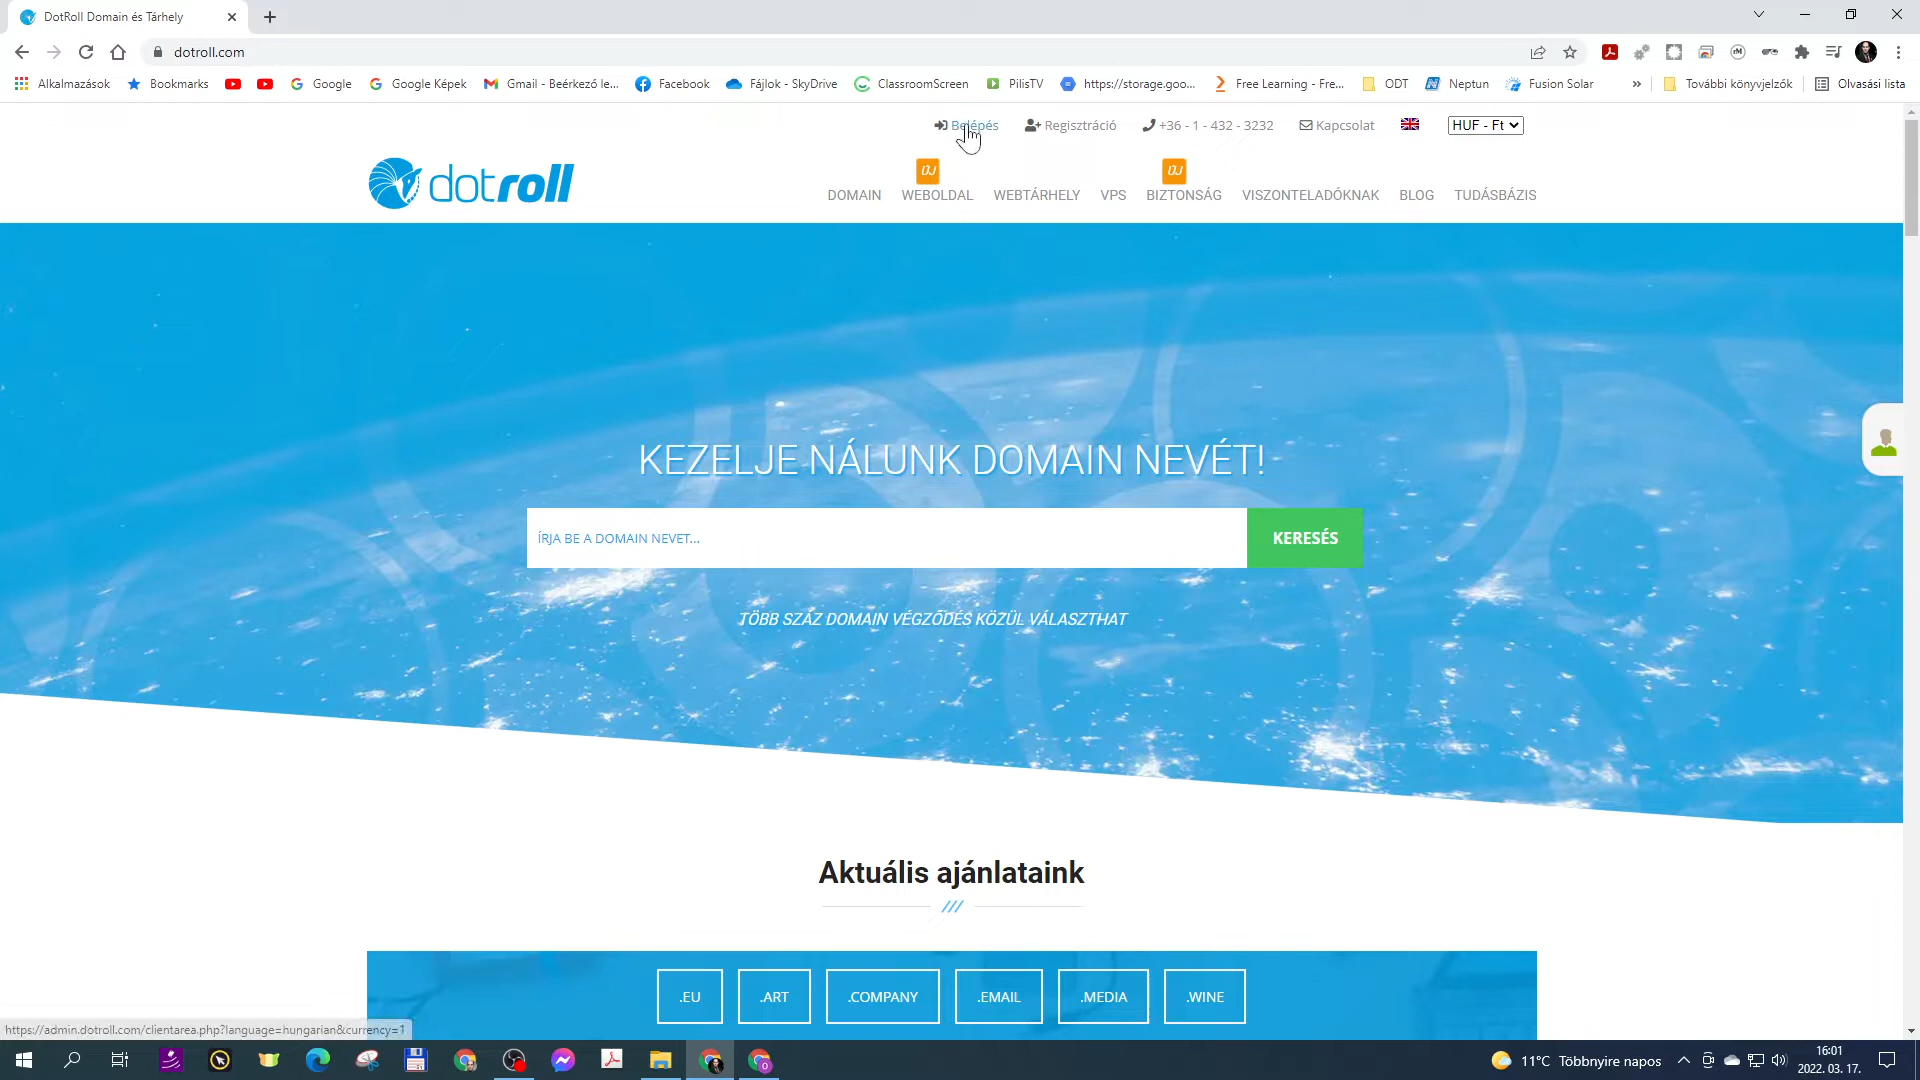 DotRoll Domain és Tárhely
dotroll.com
Alkalmazások Bookmarks Google Google Képek Gmail - Beérkező le... Facebook Fájlok - SkyDrive ClassroomScreen PilisTV https://storage.goo... Free Learning - Fre... ODT Neptun Fusion Solar » További könyvjelzők Olvasási lista
Belépés Regisztráció +36 - 1 - 432 - 3232 Kapcsolat HUF - Ft
dotroll
ÚJ ÚJ
DOMAIN WEBOLDAL WEBTÁRHELY VPS BIZTONSÁG VISZONTELADÓKNAK BLOG TUDÁSBÁZIS
KEZELJE NÁLUNK DOMAIN NEVÉT!
ÍRJA BE A DOMAIN NEVET... KERESÉS
TÖBB SZÁZ DOMAIN VÉGZŐDÉS KÖZÜL VÁLASZTHAT
Aktuális ajánlataink
.EU .ART .COMPANY .EMAIL .MEDIA .WINE
https://admin.dotroll.com/clientarea.php?language=hungarian&currency=1
11°C Többnyire napos 16:01
2022. 03. 17.